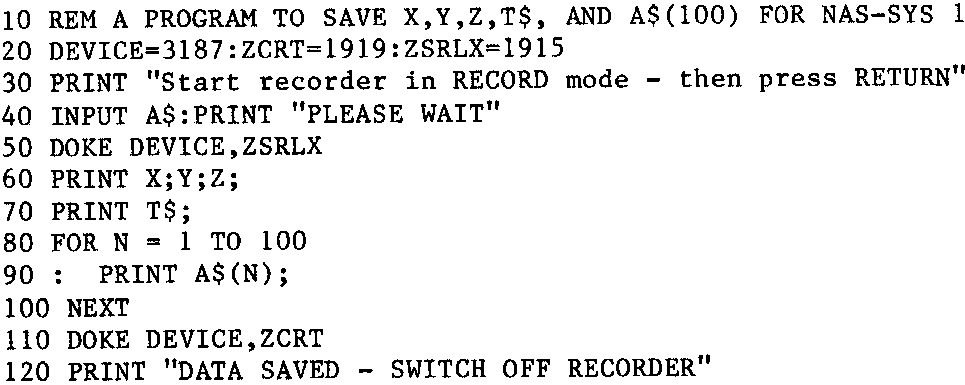 10 REM A PROGRAM TO SAVE X,Y,Z,T$, AND A$(100) FOR NAS-SYS 1
20 DEVICE=3187:ZCRT=1919:ZSRLX=1915
30 PRINT "Start recorder in RECORD mode - then press RETURN"
40 INPUT A$:PRINT "PLEASE WAIT"
50 DOKE DEVICE,ZSRLX
60 PRINT X;Y;Z;
70 PRINT T$;
80 FOR N = 1 TO 100
90 :  PRINT A$(N);
100 NEXT
110 DOKE DEVICE,ZCRT
120 PRINT "DATA SAVED - SWITCH OFF RECORDER"